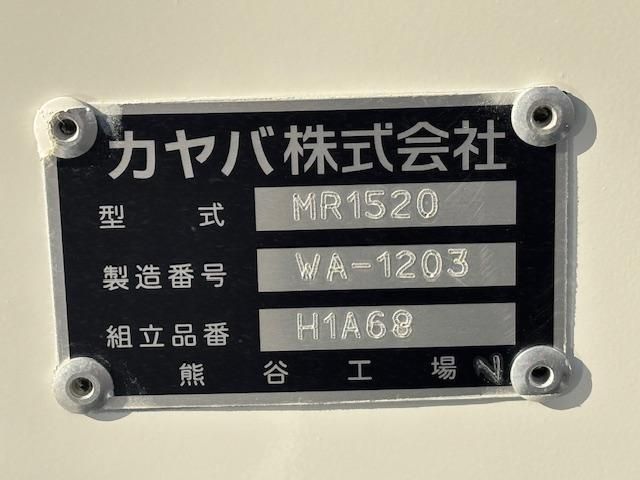 カヤバ株式会社
型式 MR1520
製造番号 WA-1203
組立品番 H1A68
熊谷工場